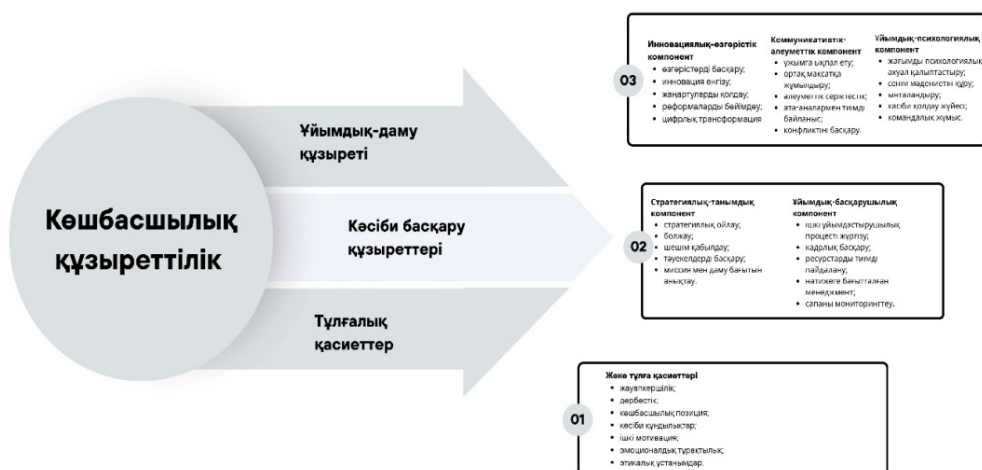 Көшбасшылық
құзыреттілік
Ұйымдық-даму
құзыреті
Кәсіби басқару
құзыреттері
Тұлғалық
қасиеттер
03
Инновациялық-өзгерістік
компонент
• өзгерістерді басқару;
• инновация енгізу;
• жаңартуларды қолдау;
• реформаларды бейімдеу;
• цифрлық трансформация
Коммуникативтік-
әлеуметтік компонент
• ұжымға ықпал ету;
• ортақ мақсатқа
жұмылдыру;
• әлеуметтік серіктестік;
• ата-аналармен тиімді
байланыс;
• конфликтіні басқару.
Ұйымдық-психологиялық
компонент
• жағымды психологиялық
ахуал қалыптастыру;
• сенім мәдениетін құру;
• ынталандыру;
• кәсіби қолдау жүйесі;
• командалық жұмыс.
02
Стратегиялық-танымдық
компонент
• стратегиялық ойлау;
• болжау;
• шешім қабылдау;
• тәуекелдерді басқару;
• миссия мен даму бағытын
анықтау.
Ұйымдық-басқарушылық
компонент
• ішкі ұйымдастырушылық
процесті жүргізу;
• кадрлық басқару;
• ресурстарды тиімді
пайдалану;
• нәтижеге бағытталған
менеджмент;
• сапаны мониторингтеу.
01
Жеке тұлға қасиеттері
• жауапкершілік;
• дербестік;
• көшбасшылық позиция;
• кәсіби құндылықтар;
• ішкі мотивация;
• эмоционалдық тұрақтылық;
• этикалық ұстанымдар.